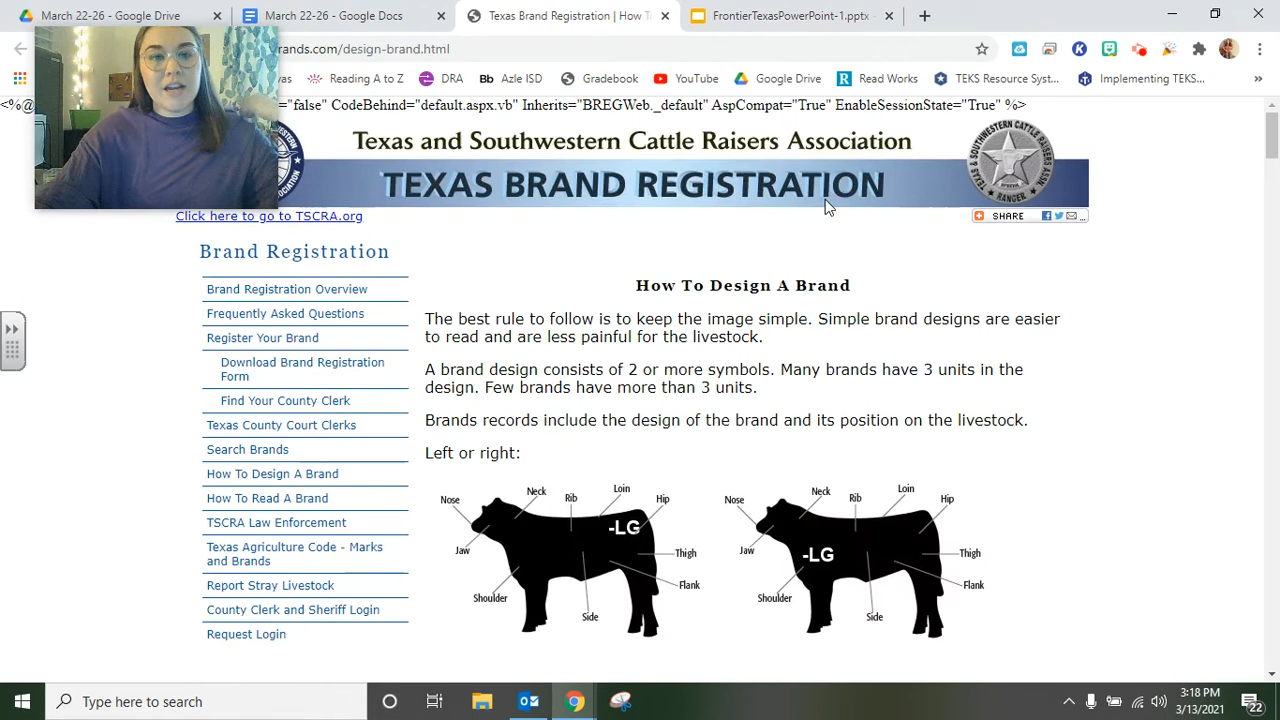 March 22-26 - Google Drive
March 22-26 - Google Docs
Texas Brand Registration | How T
FrontierTexasPowerPoint-1.pptx -
rands.com/design-brand.html
Reading A to Z
DRA
Bb Azle ISD
Gradebook
YouTube
Google Drive
Read Works
TEKS Resource Syst...
Implementing TEKS...
<%@
="false" CodeBehind="default.aspx.vb" Inherits="BREGWeb._default" AspCompat="True" EnableSessionState="True" %>
Texas and Southwestern Cattle Raisers Association
TEXAS BRAND REGISTRATION
Click here to go to TSCRA.org
SHARE
Brand Registration
Brand Registration Overview
Frequently Asked Questions
Register Your Brand
Download Brand Registration
Form
Find Your County Clerk
Texas County Court Clerks
Search Brands
How To Design A Brand
How To Read A Brand
TSCRA Law Enforcement
Texas Agriculture Code - Marks
and Brands
Report Stray Livestock
County Clerk and Sheriff Login
Request Login
How To Design A Brand
The best rule to follow is to keep the image simple. Simple brand designs are easier
to read and are less painful for the livestock.
A brand design consists of 2 or more symbols. Many brands have 3 units in the
design. Few brands have more than 3 units.
Brands records include the design of the brand and its position on the livestock.
Left or right:
Nose Neck Rib Loin Hip
-LG
Jaw Thigh
Shoulder Side Flank
Nose Neck Rib Loin Hip
-LG
Jaw Thigh
Shoulder Side Flank
Type here to search
3:18 PM
3/13/2021
22